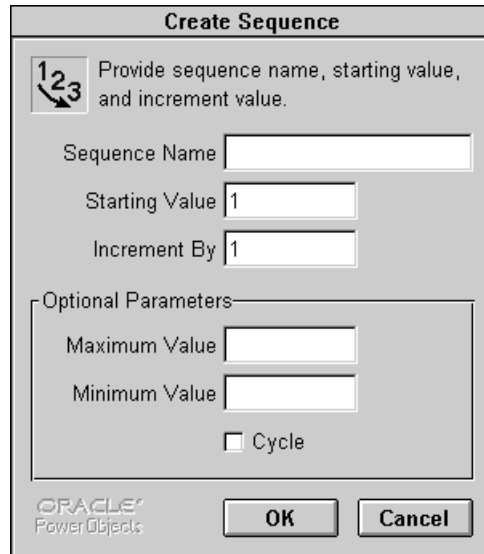 Create Sequence
123
Provide sequence name, starting value,
and increment value.
Sequence Name
Starting Value 1
Increment By 1
Optional Parameters
Maximum Value
Minimum Value
Cycle
ORACLE®
Power Objects
OK Cancel